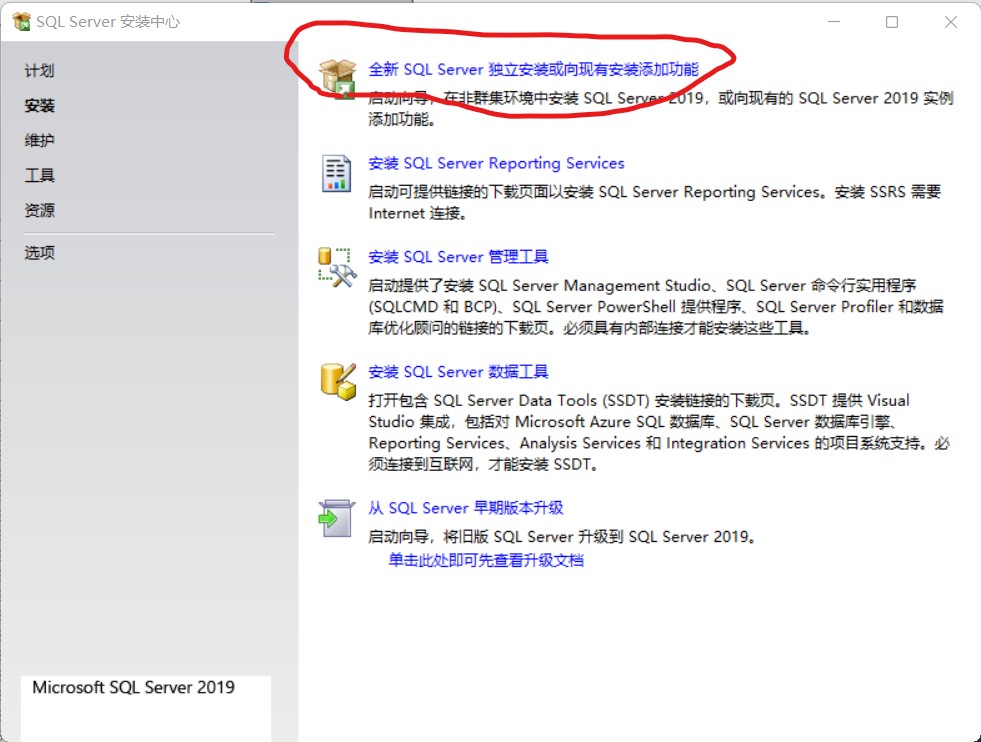 SQL Server 安装中心
计划
安装
维护
工具
资源
选项
全新 SQL Server 独立安装或向现有安装添加功能
启动向导，在非群集环境中安装 SQL Server 2019，或向现有的 SQL Server 2019 实例
添加功能。
安装 SQL Server Reporting Services
启动可提供链接的下载页面以安装 SQL Server Reporting Services。安装 SSRS 需要
Internet 连接。
安装 SQL Server 管理工具
启动提供了安装 SQL Server Management Studio、SQL Server 命令行实用程序
(SQLCMD 和 BCP)、SQL Server PowerShell 提供程序、SQL Server Profiler 和数据
库优化顾问的链接的下载页。必须具有内部连接才能安装这些工具。
安装 SQL Server 数据工具
打开包含 SQL Server Data Tools (SSDT) 安装链接的下载页。SSDT 提供 Visual
Studio 集成，包括对 Microsoft Azure SQL 数据库、SQL Server 数据库引擎、
Reporting Services、Analysis Services 和 Integration Services 的项目系统支持。必
须连接到互联网，才能安装 SSDT。
从 SQL Server 早期版本升级
启动向导，将旧版 SQL Server 升级到 SQL Server 2019。
单击此处即可先查看升级文档
Microsoft SQL Server 2019